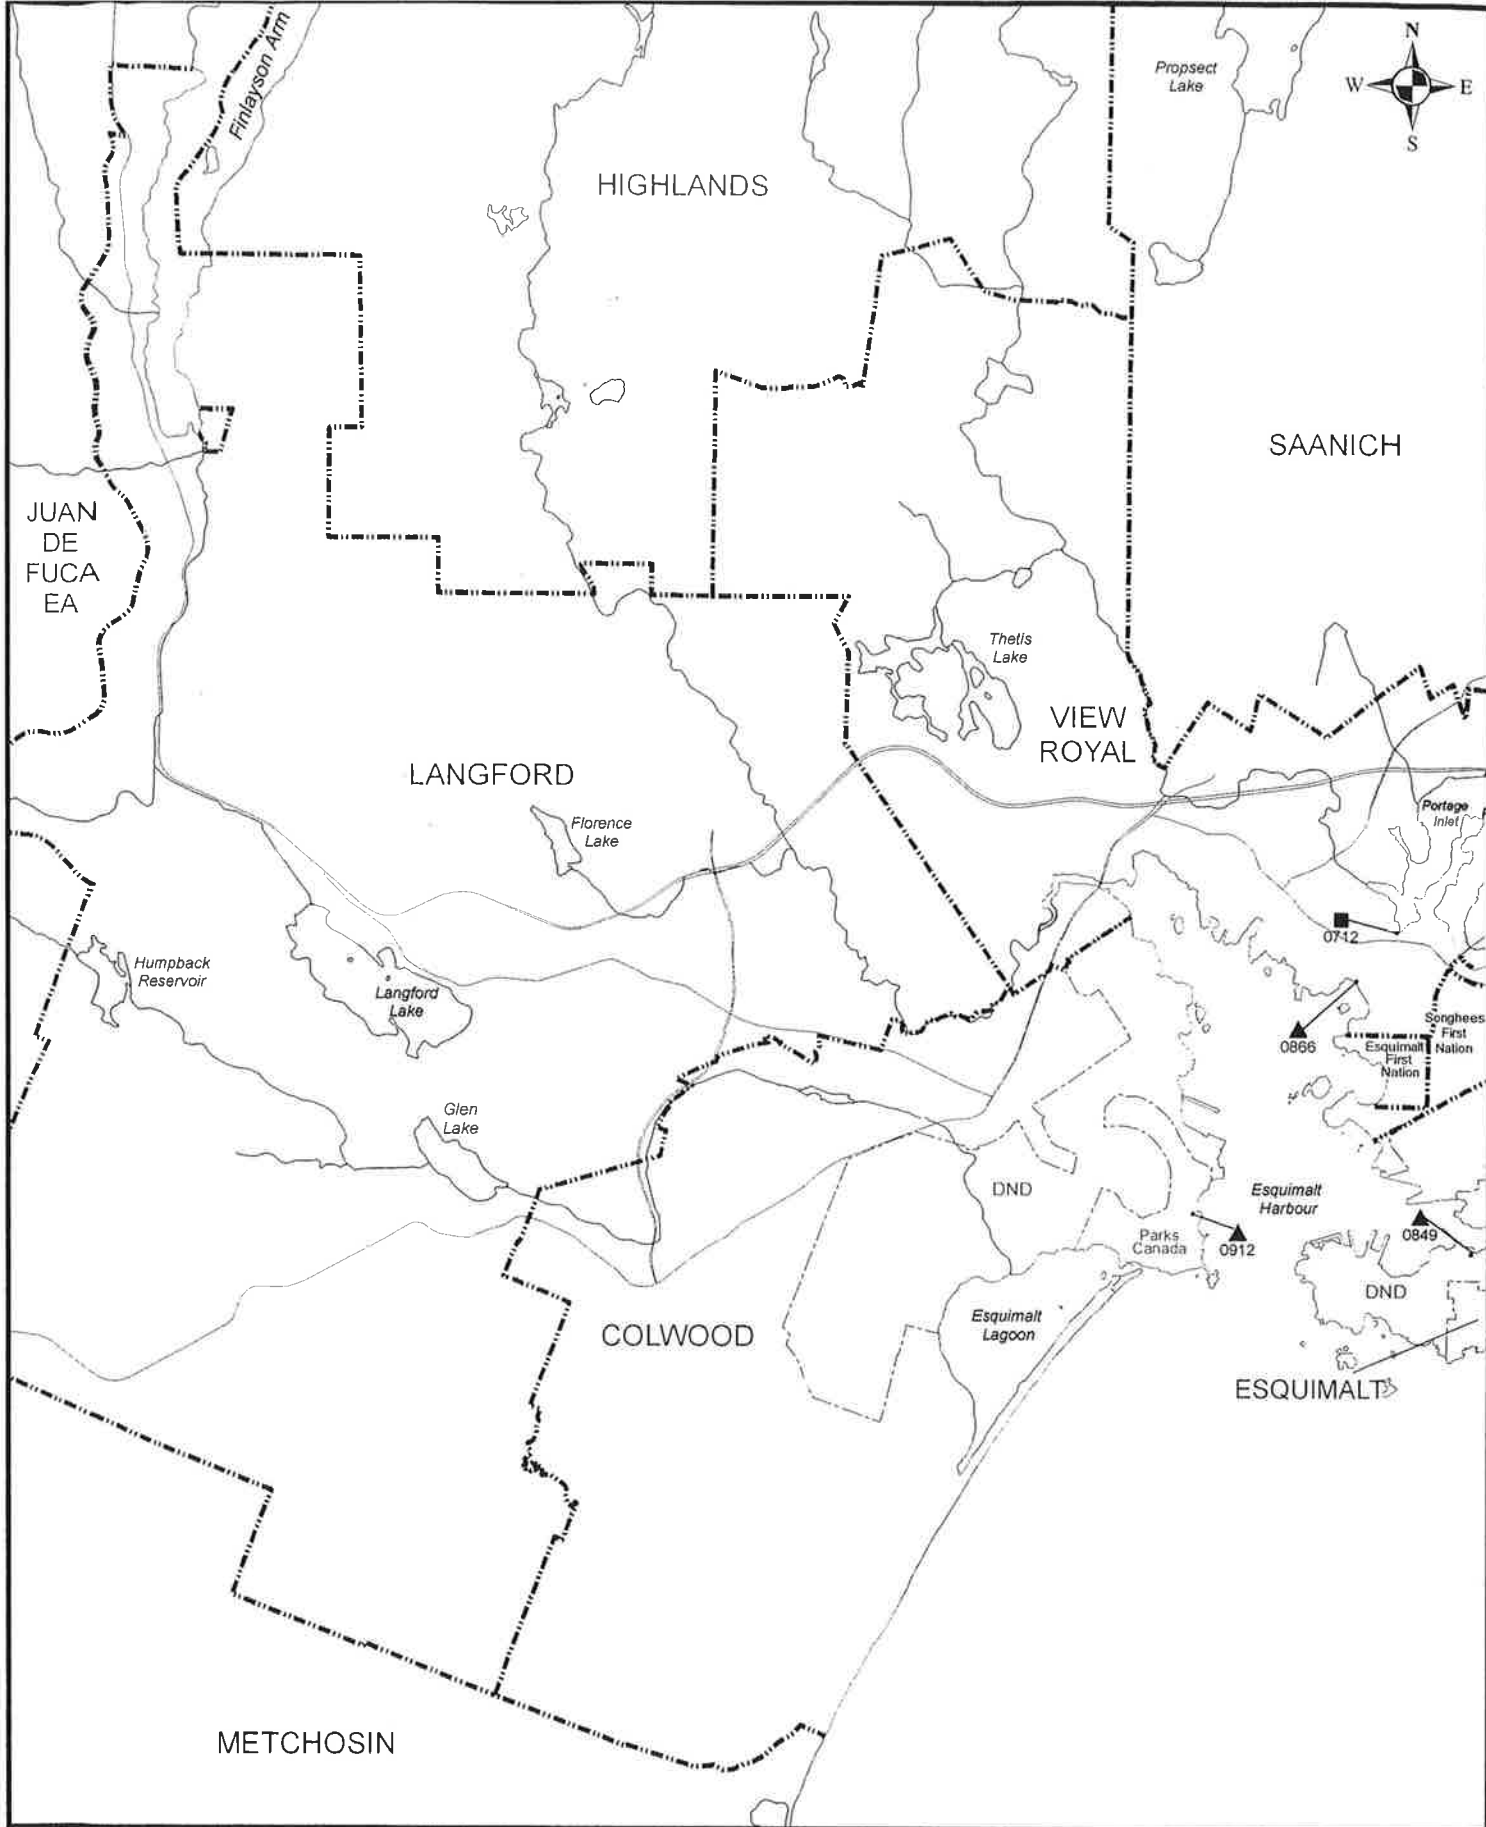 N
W E
S
Finlayson Arm
Propsect
Lake
HIGHLANDS
SAANICH
JUAN
DE
FUCA
EA
Thetis
Lake
VIEW
ROYAL
LANGFORD
Florence
Lake
Portage
Inlet
0712
Humpback
Reservoir
Langford
Lake
0866
Songhees
First
Nation
Esquimalt
First
Nation
Glen
Lake
DND
Esquimalt
Harbour
Parks
Canada
0912
0849
DND
Esquimalt
Lagoon
COLWOOD
ESQUIMALT
METCHOSIN